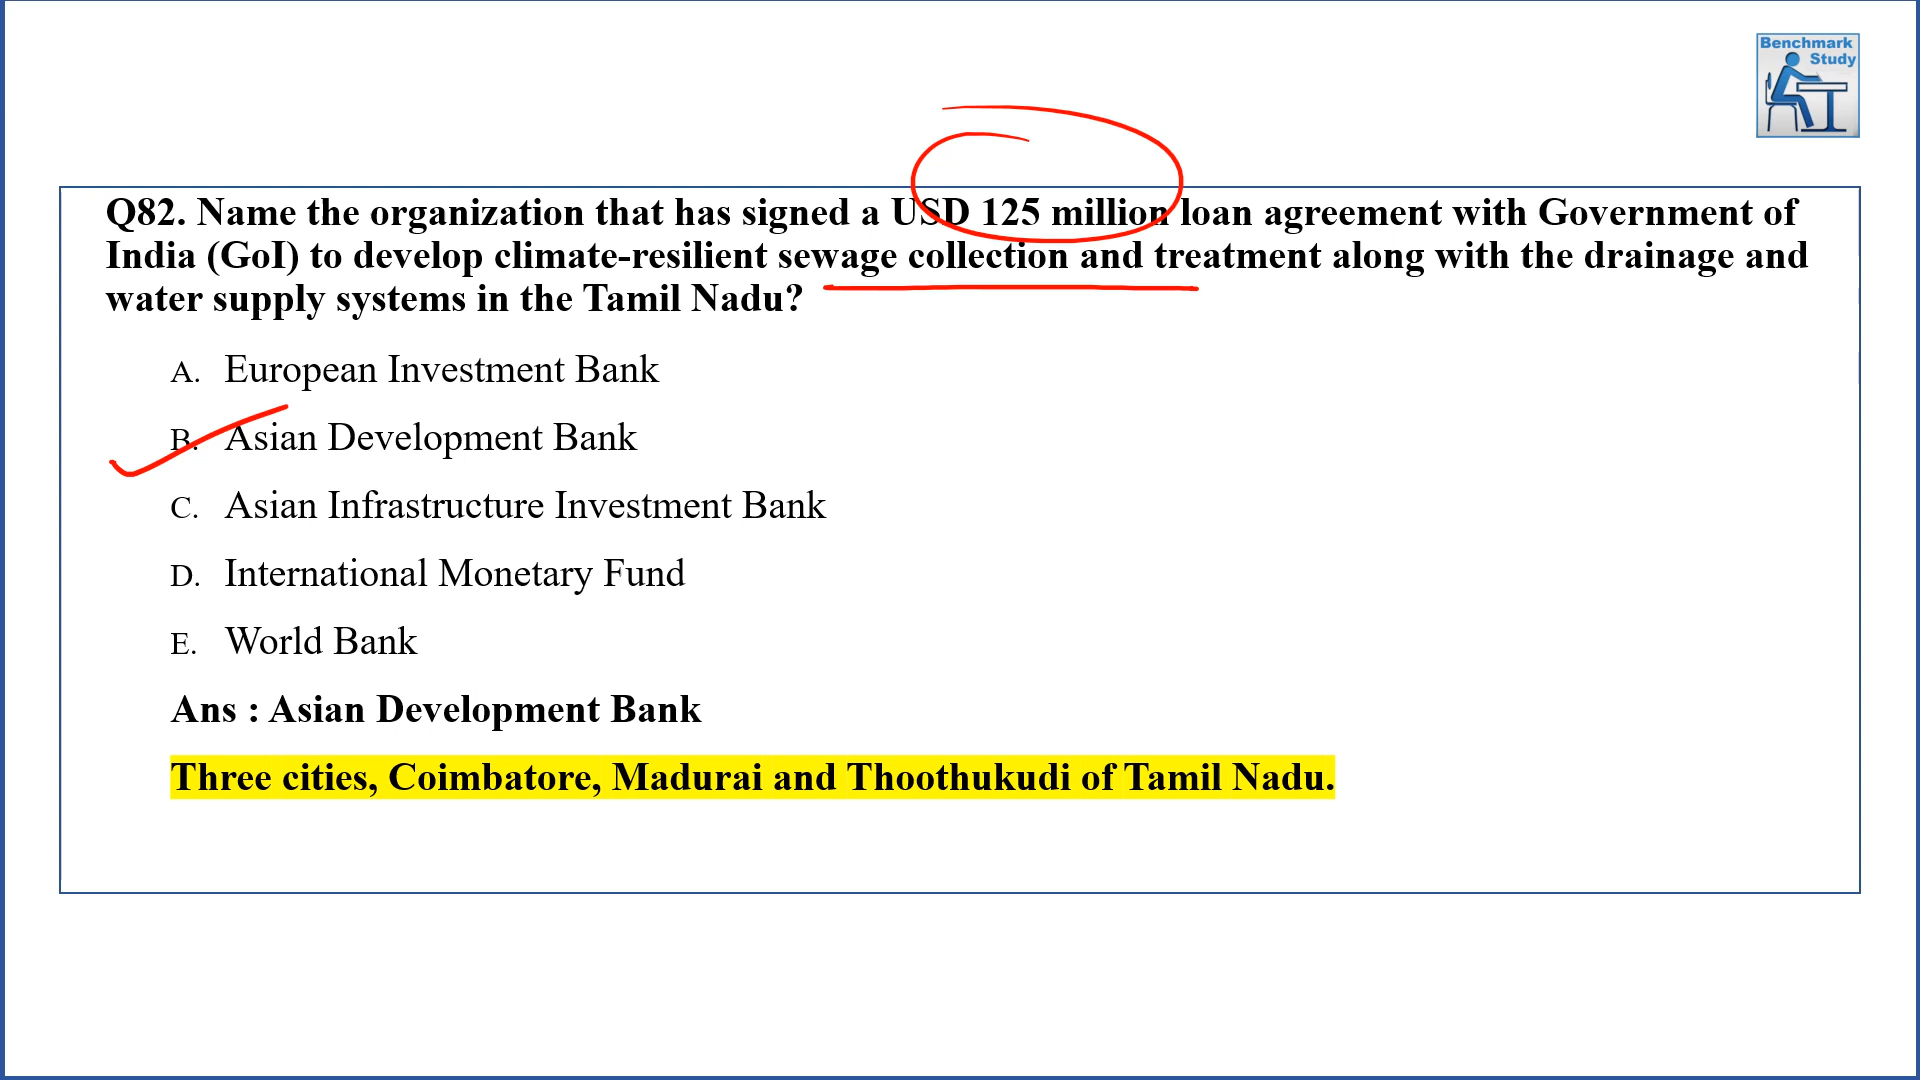 Benchmark
Study
Q82. Name the organization that has signed a USD 125 million loan agreement with Government of
India (GoI) to develop climate-resilient sewage collection and treatment along with the drainage and
water supply systems in the Tamil Nadu?
A. European Investment Bank
B. Asian Development Bank
C. Asian Infrastructure Investment Bank
D. International Monetary Fund
E. World Bank
Ans : Asian Development Bank
Three cities, Coimbatore, Madurai and Thoothukudi of Tamil Nadu.